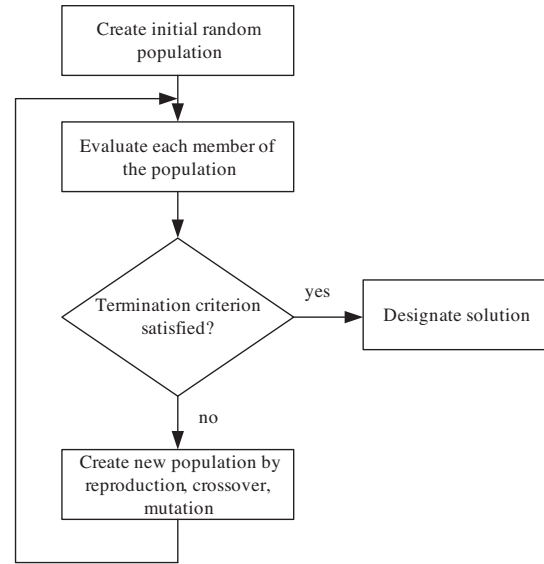 Create initial random
population
Evaluate each member of
the population
Termination criterion
satisfied?
yes
Designate solution
no
Create new population by
reproduction, crossover,
mutation